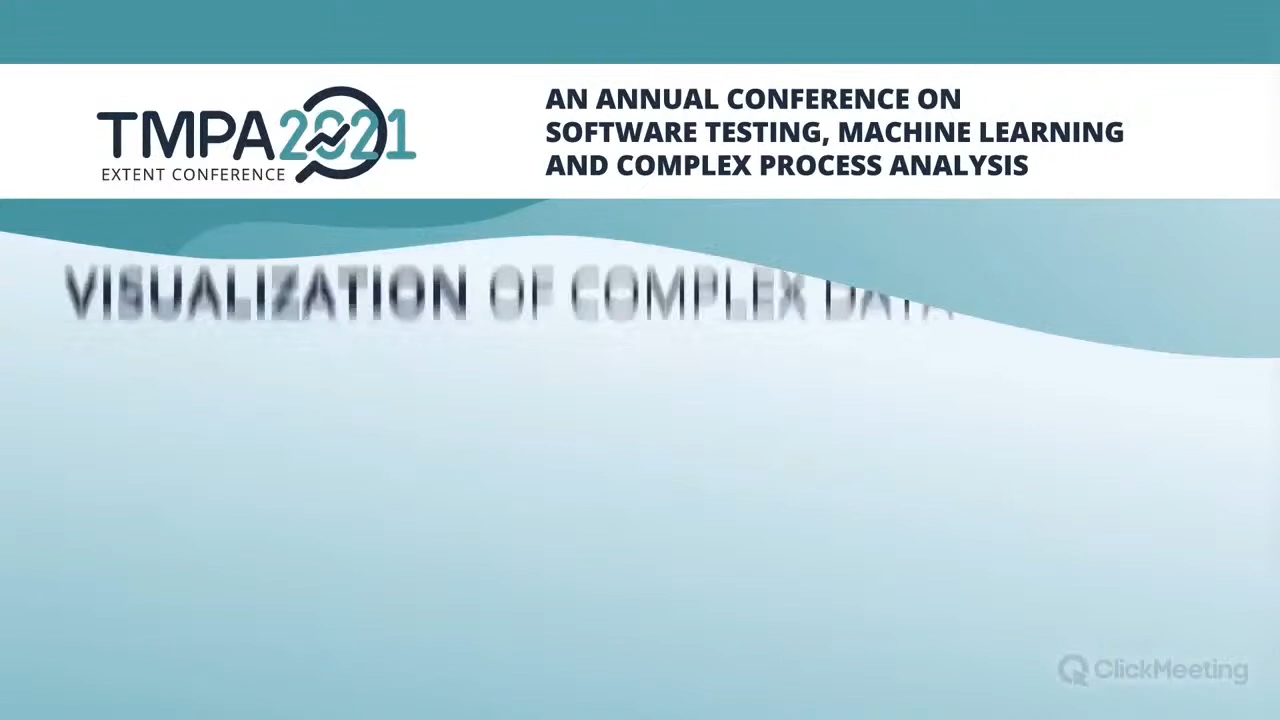 TMPA2021
EXTENT CONFERENCE
AN ANNUAL CONFERENCE ON
SOFTWARE TESTING, MACHINE LEARNING
AND COMPLEX PROCESS ANALYSIS
VISUALIZATION OF COMPLEX DATA
ClickMeeting